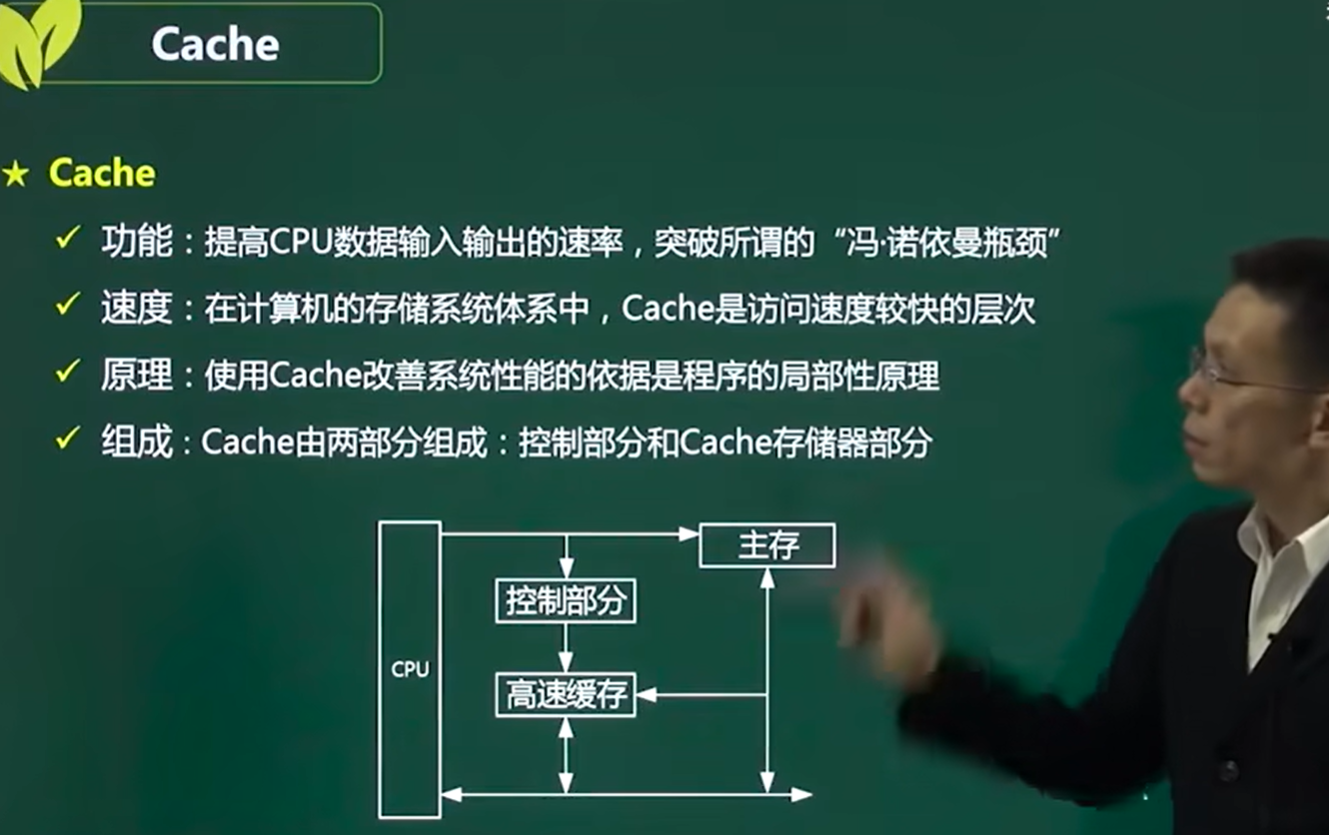 Cache
★ Cache
✓ 功能：提高CPU数据输入输出的速率，突破所谓的“冯·诺依曼瓶颈”
✓ 速度：在计算机的存储系统体系中，Cache是访问速度较快的层次
✓ 原理：使用Cache改善系统性能的依据是程序的局部性原理
✓ 组成：Cache由两部分组成：控制部分和Cache存储器部分
主存
控制部分
CPU
高速缓存